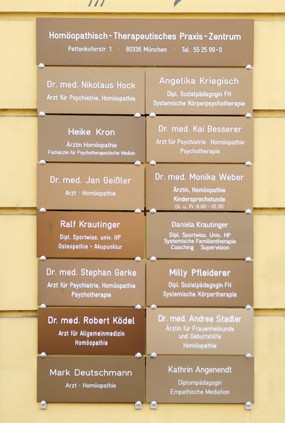 Homöopathisch-Therapeutisches Praxis-Zentrum
Pettenkoferstr. 1 · 80336 München · Tel. 55 25 99-0
Dr. med. Nikolaus Hock
Arzt für Psychiatrie, Homöopathie
Angelika Kriegisch
Dipl. Sozialpädagogin FH
Systemische Körperpsychotherapie
Heike Kron
Ärztin Homöopathie
Fachärztin für Psychotherapeutische Medizin
Dr. med. Kai Besserer
Arzt für Psychiatrie Homöopathie
Psychotherapie
Dr. med. Jan Geißler
Arzt · Homöopathie
Dr. med. Monika Weber
Ärztin, Homöopathie
Kindersprechstunde
Di. u. Fr.
Ralf Krautinger
Dipl. Sportwiss. univ. HP
Osteopathie - Akupunktur
Daniela Krautinger
Dipl. Sportwiss. Univ. HP
Systemische Familientherapie
Coaching Supervision
Dr. med. Stephan Gerke
Arzt für Psychiatrie, Homöopathie
Psychotherapie
Milly Pfleiderer
Dipl. Sozialpädagogin FH
Systemische Körpertherapie
Dr. med. Robert Ködel
Arzt für Allgemeinmedizin
Homöopathie
Dr. med. Andrea Stadler
Ärztin für Frauenheilkunde
und Geburtshilfe
Homöopathie
Mark Deutschmann
Arzt · Homöopathie
Kathrin Angenendt
Diplompädagogin
Empathische Mediation